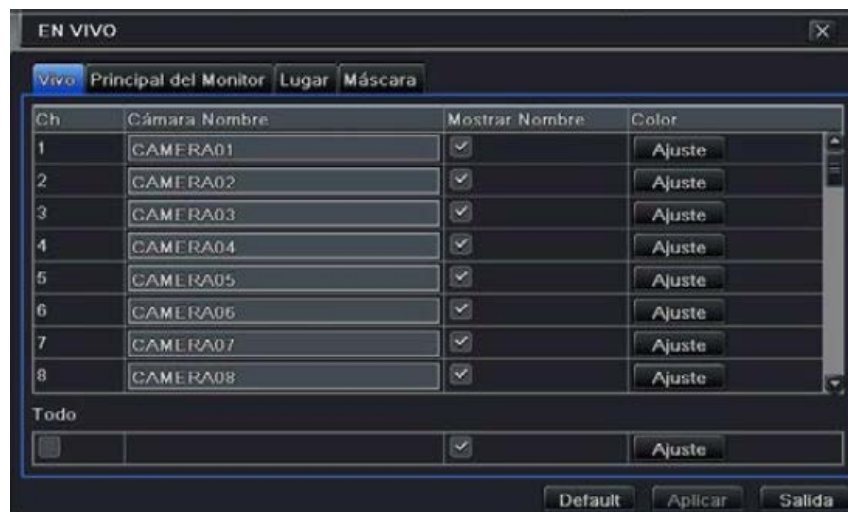 EN VIVO
Vivo Principal del Monitor Lugar Máscara
Ch Cámara Nombre Mostrar Nombre Color
1 CAMERA01 Ajuste
2 CAMERA02 Ajuste
3 CAMERA03 Ajuste
4 CAMERA04 Ajuste
5 CAMERA05 Ajuste
6 CAMERA06 Ajuste
7 CAMERA07 Ajuste
8 CAMERA08 Ajuste
Todo
Ajuste
Default Aplicar Salida